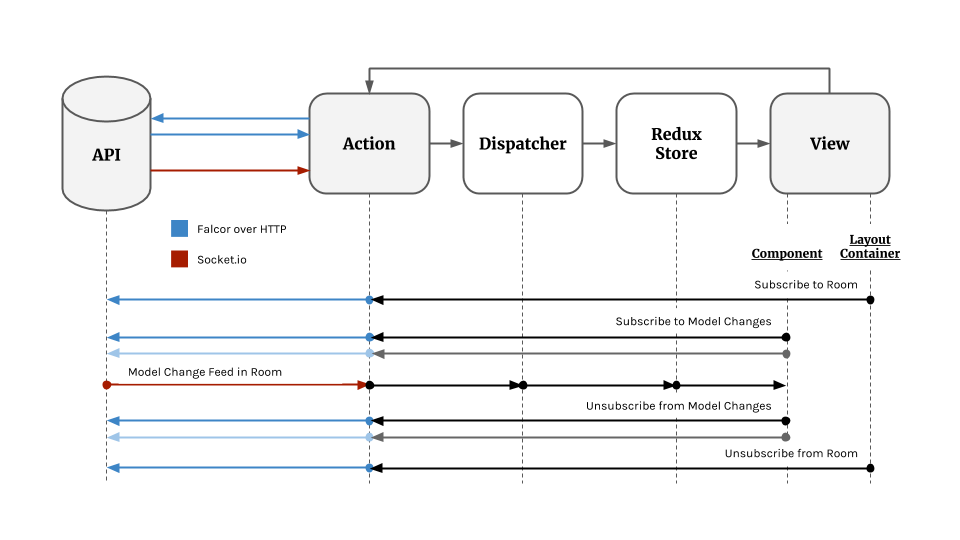 API
Action
Dispatcher
Redux
Store
View
Falcor over HTTP
Socket.io
Component
Layout
Container
Subscribe to Room
Subscribe to Model Changes
Model Change Feed in Room
Unsubscribe from Model Changes
Unsubscribe from Room